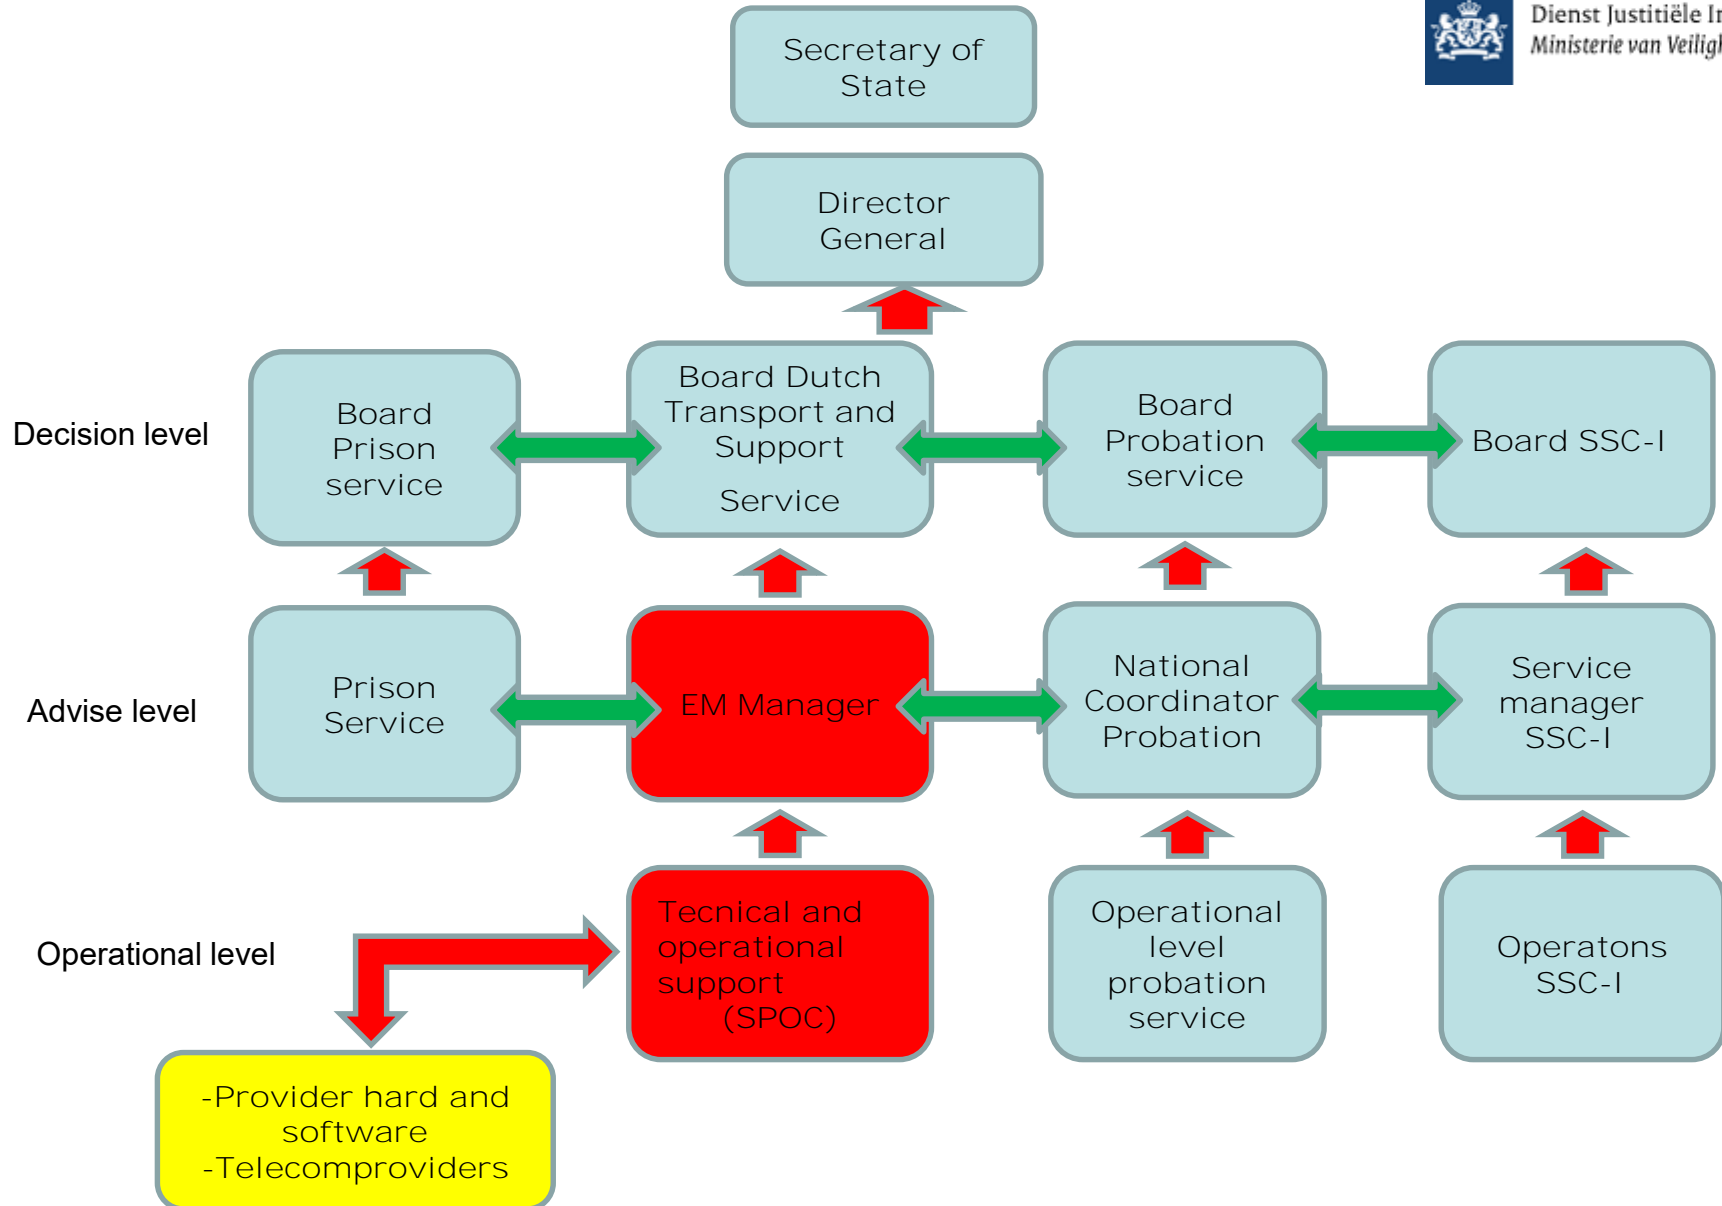 Dienst Justitiële
Ministerie van
Secretary of
State
Director
General
Decision level
Board
Prison
service
Board Dutch
Transport and
Support
Service
Board
Probation
service
Board SSC-I
Advise level
Prison
Service
EM Manager
National
Coordinator
Probation
Service
manager
SSC-I
Operational level
Tecnical and
operational
support
(SPOC)
Operational
level
probation
service
Operatons
SSC-I
-Provider hard and
software
-Telecomproviders